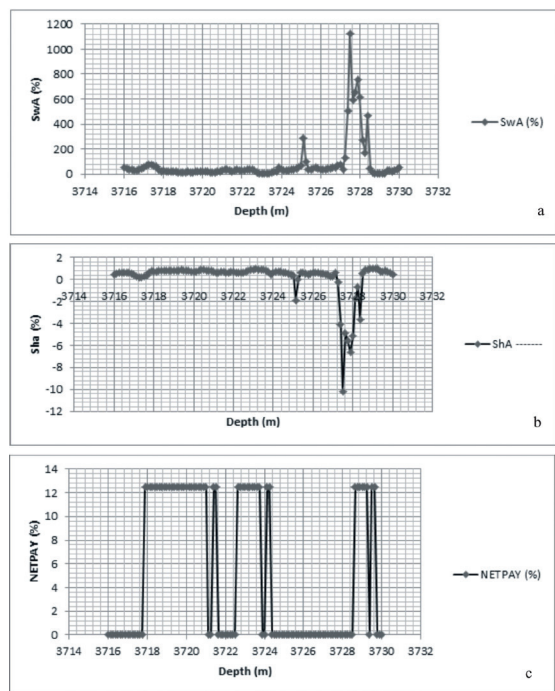 1200
1000
800
600
400
200
0
SwA (%)
3714 3716 3718 3720 3722 3724 3726 3728 3730 3732
Depth (m)
SwA (%)
a
2
0
-2
-4
-6
-8
-10
-12
Sha (%)
3714 3716 3718 3720 3722 3724 3726 3728 3730 3732
Depth (m)
ShA --------
b
14
12
10
8
6
4
2
0
NETPAY (%)
3714 3716 3718 3720 3722 3724 3726 3728 3730 3732
Depth (m)
NETPAY (%)
c